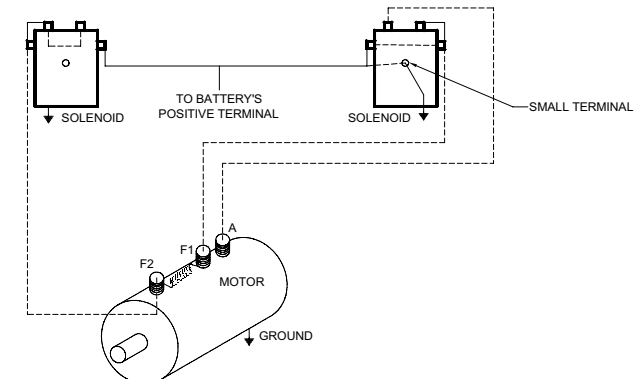 SOLENOID
TO BATTERY'S
POSITIVE TERMINAL
SOLENOID
SMALL TERMINAL
A
F1
F2
MOTOR
GROUND